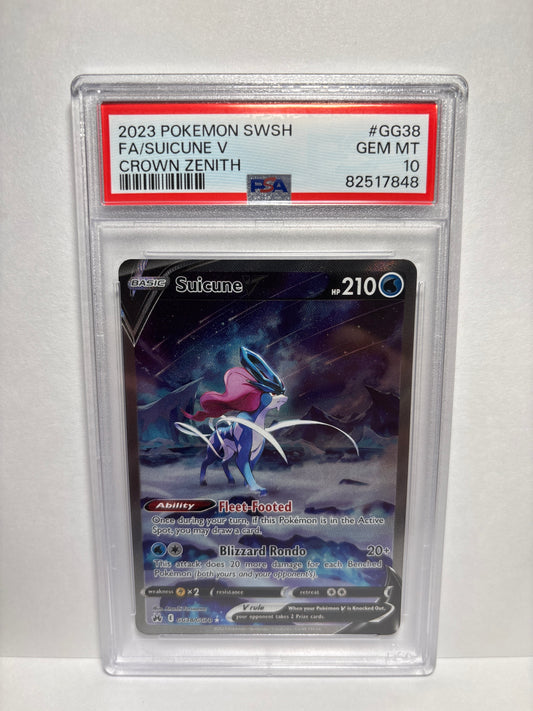 2023 POKEMON SWSH #GG38
FA/SUICUNE V GEM MT
CROWN ZENITH 10
PSA 82517848
BASIC Suicune HP 210
Ability Fleet-Footed
Once during your turn, if this Pokémon is in the Active
Spot, you may draw a card.
Blizzard Rondo 20+
This attack does 20 more damage for each Benched
Pokémon (both yours and your opponent's).
weakness ×2 resistance retreat
V rule When your Pokémon V is Knocked Out,
your opponent takes 2 Prize cards.